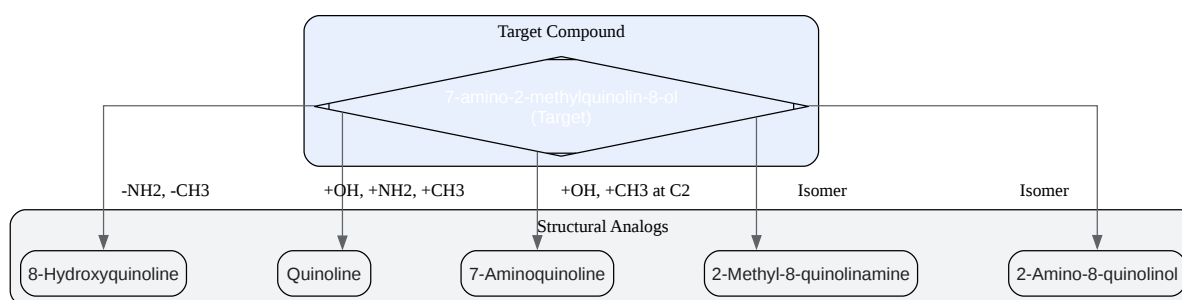 Target Compound
7-amino-2-methylquinolin-8-ol
(Target)
-NH2, -CH3
+OH, +NH2, +CH3
+OH, +CH3 at C2
Isomer
Isomer
Structural Analogs
8-Hydroxyquinoline
Quinoline
7-Aminoquinoline
2-Methyl-8-quinolinamine
2-Amino-8-quinolinol